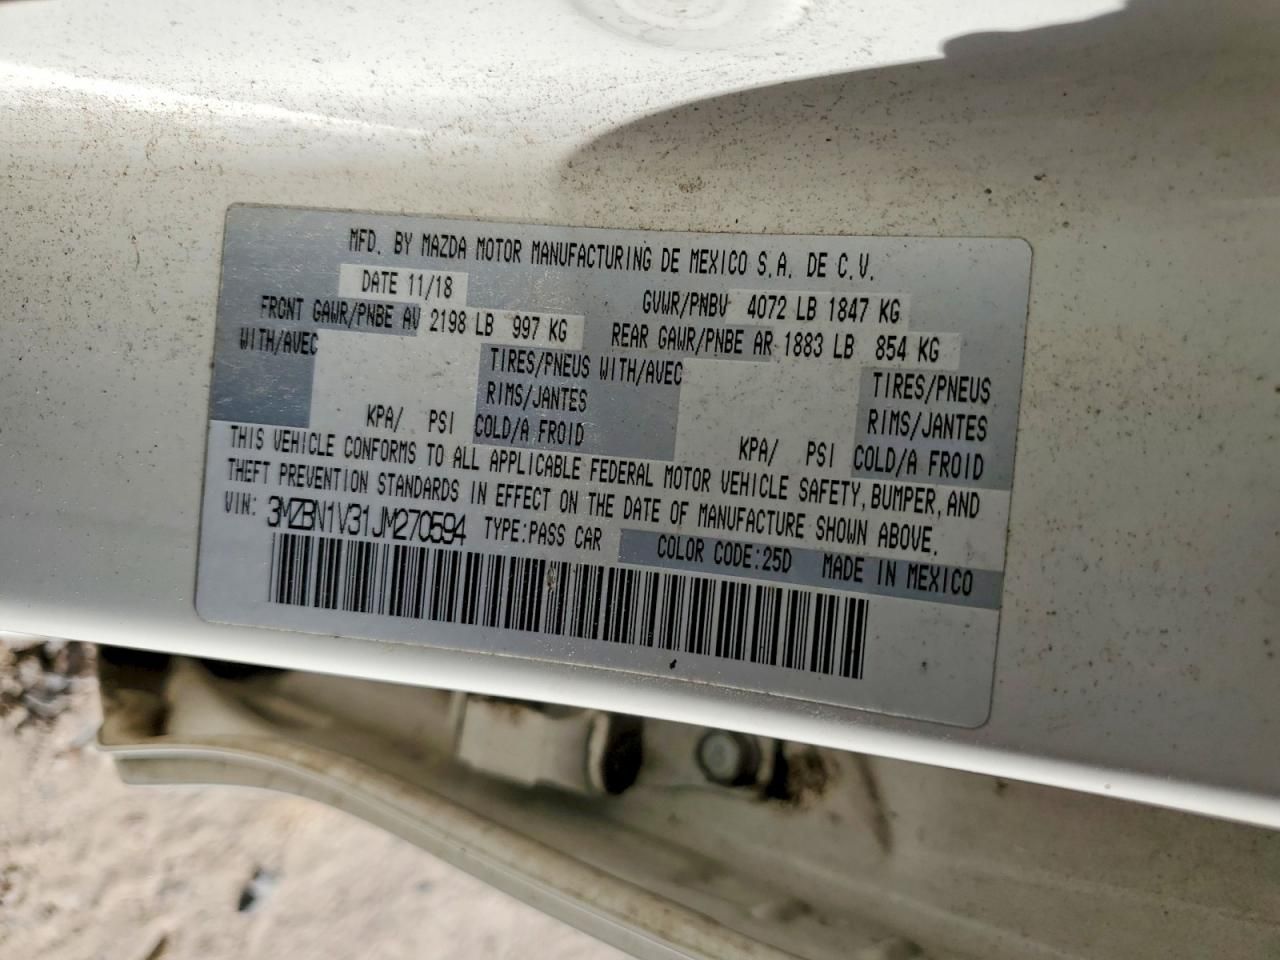 MFD. BY MAZDA MOTOR MANUFACTURING DE MEXICO S.A. DE C.V.
DATE 11/18 GVWR/PNBV 4072 LB 1847 KG
FRONT GAWR/PNBE AV 2198 LB 997 KG REAR GAWR/PNBE AR 1883 LB 854 KG
WITH/AVEC TIRES/PNEUS WITH/AVEC TIRES/PNEUS
RIMS/JANTES RIMS/JANTES
KPA/ PSI COLD/A FROID KPA/ PSI COLD/A FROID
THIS VEHICLE CONFORMS TO ALL APPLICABLE FEDERAL MOTOR VEHICLE SAFETY, BUMPER, AND
THEFT PREVENTION STANDARDS IN EFFECT ON THE DATE OF MANUFACTURE SHOWN ABOVE.
VIN: 3MZBN1V31JM270594 TYPE:PASS CAR COLOR CODE:25D MADE IN MEXICO